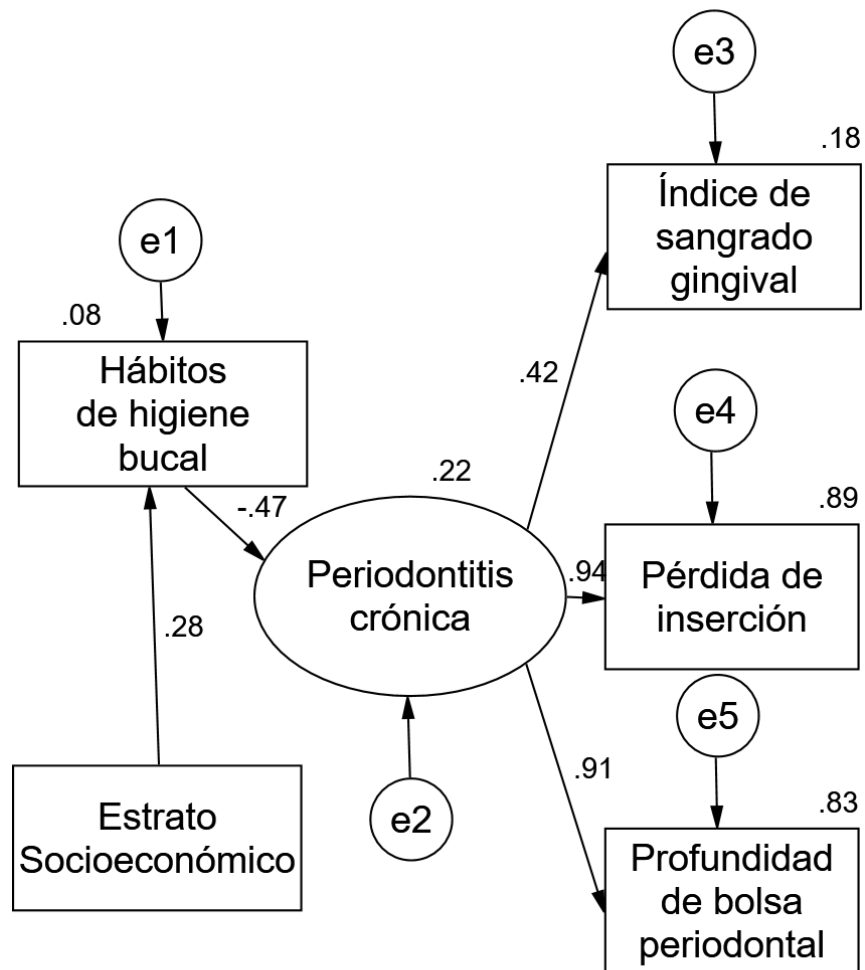 e3
.18
Índice de
sangrado
gingival
e1
.08
Hábitos
de higiene
bucal
.42
e4
.22
-.47
.89
Periodontitis
crónica
.94
Pérdida de
inserción
.28
e5
.91
e2
.83
Estrato
Socioeconómico
Profundidad
de bolsa
periodontal